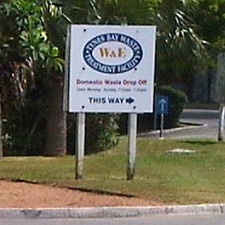 TYNES BAY WASTE
W&E
TREATMENT FACILITY
Domestic Waste Drop Off
THIS WAY